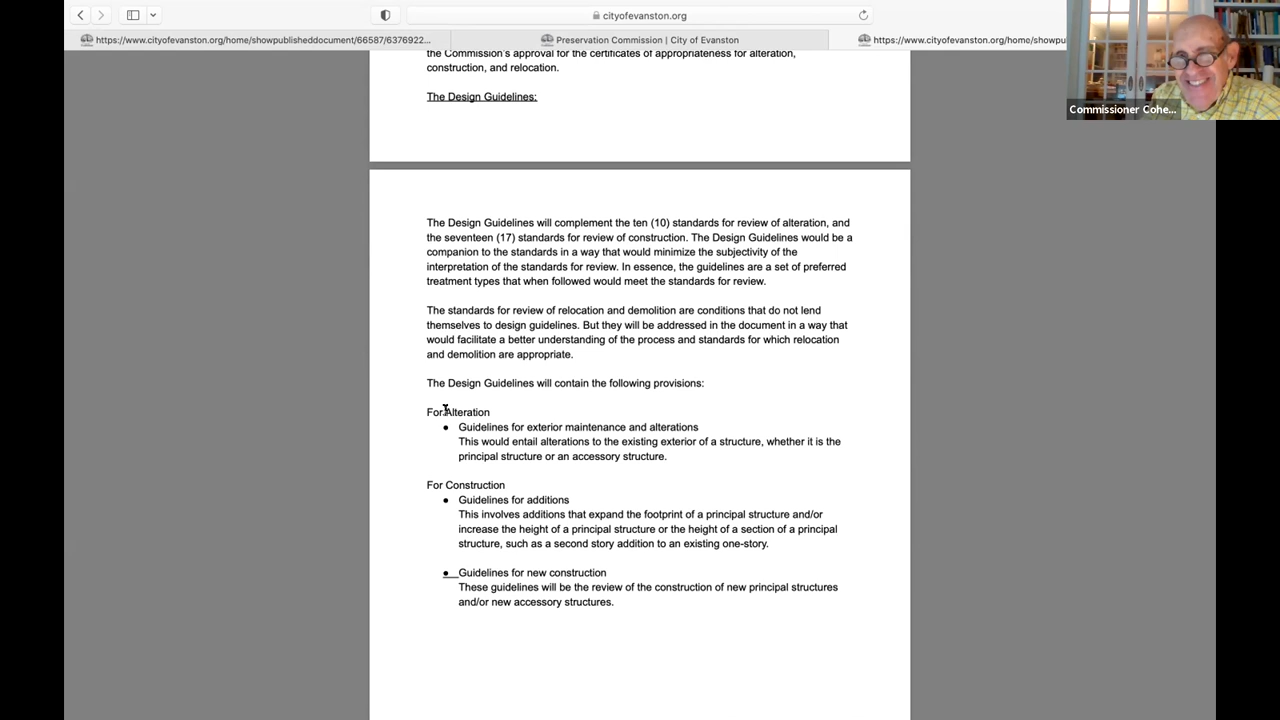 cityofevanston.org
https://www.cityofevanston.org/home/showpublisheddocument/66587/6376922...
Preservation Commission | City of Evanston
https://www.cityofevanston.org/home/showpu
Commissioner Cohe...
the Commission's approval for the certificates of appropriateness for alteration,
construction, and relocation.
The Design Guidelines:
The Design Guidelines will complement the ten (10) standards for review of alteration, and
the seventeen (17) standards for review of construction. The Design Guidelines would be a
companion to the standards in a way that would minimize the subjectivity of the
interpretation of the standards for review. In essence, the guidelines are a set of preferred
treatment types that when followed would meet the standards for review.
The standards for review of relocation and demolition are conditions that do not lend
themselves to design guidelines. But they will be addressed in the document in a way that
would facilitate a better understanding of the process and standards for which relocation
and demolition are appropriate.
The Design Guidelines will contain the following provisions:
For Alteration
● Guidelines for exterior maintenance and alterations
This would entail alterations to the existing exterior of a structure, whether it is the
principal structure or an accessory structure.
For Construction
● Guidelines for additions
This involves additions that expand the footprint of a principal structure and/or
increase the height of a principal structure or the height of a section of a principal
structure, such as a second story addition to an existing one-story.
● Guidelines for new construction
These guidelines will be the review of the construction of new principal structures
and/or new accessory structures.